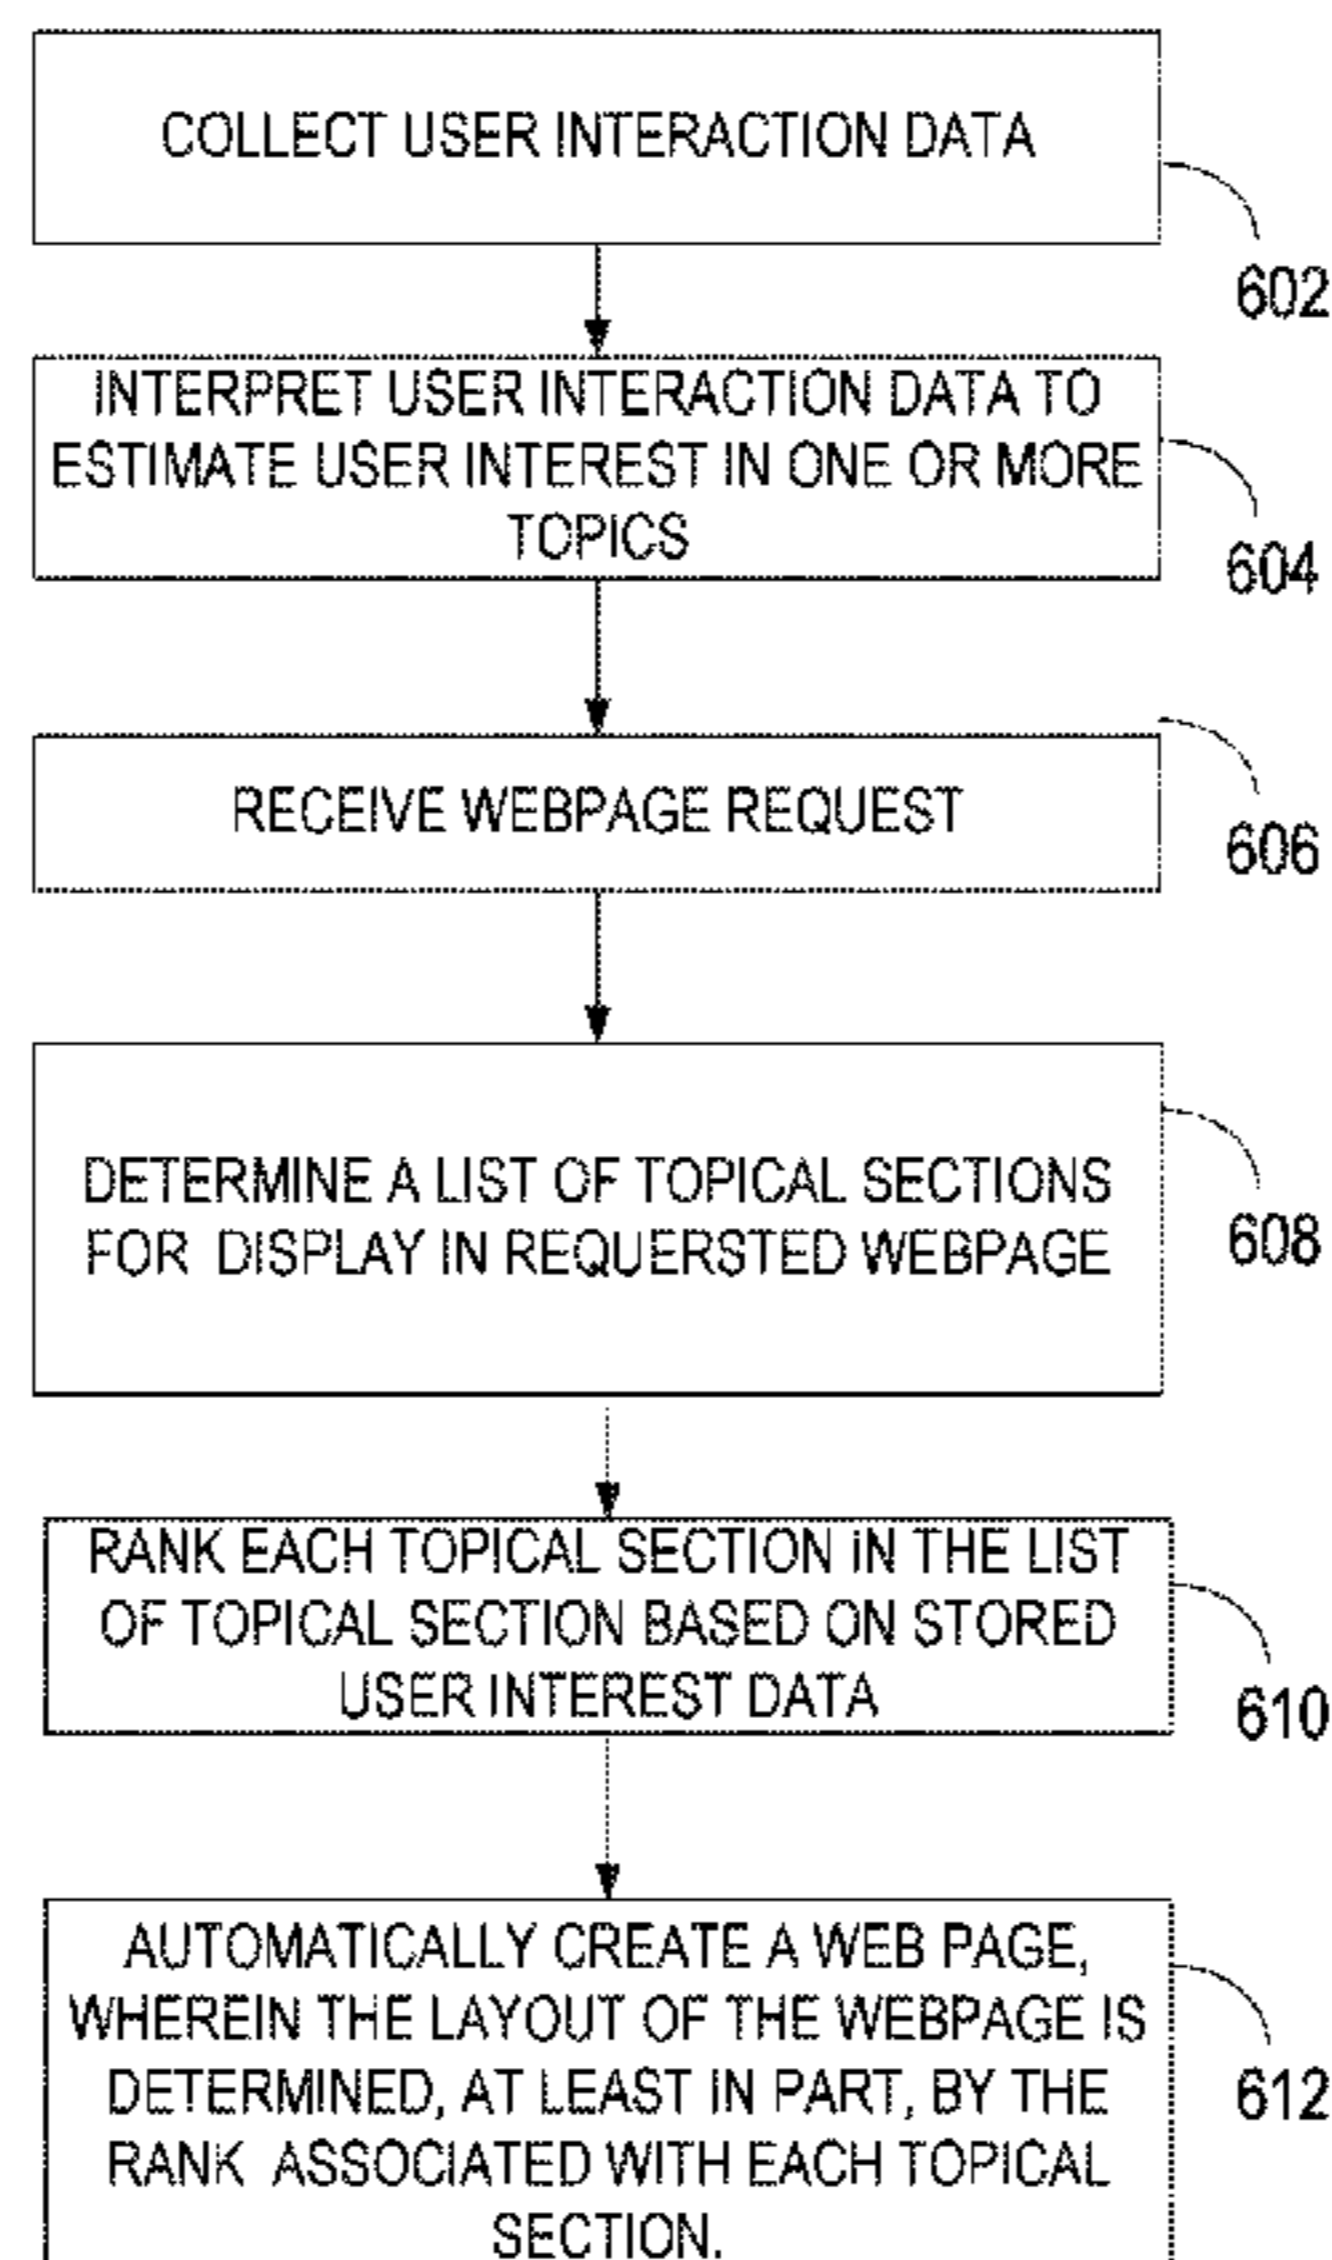 COLLECT USER INTERACTION DATA
602
INTERPRET USER INTERACTION DATA TO
ESTIMATE USER INTEREST IN ONE OR MORE
TOPICS
604
RECEIVE WEBPAGE REQUEST
606
DETERMINE A LIST OF TOPICAL SECTIONS
FOR DISPLAY IN REQUERSTED WEBPAGE
608
RANK EACH TOPICAL SECTION IN THE LIST
OF TOPICAL SECTION BASED ON STORED
USER INTEREST DATA
610
AUTOMATICALLY CREATE A WEB PAGE,
WHEREIN THE LAYOUT OF THE WEBPAGE IS
DETERMINED, AT LEAST IN PART, BY THE
RANK ASSOCIATED WITH EACH TOPICAL
SECTION.
612